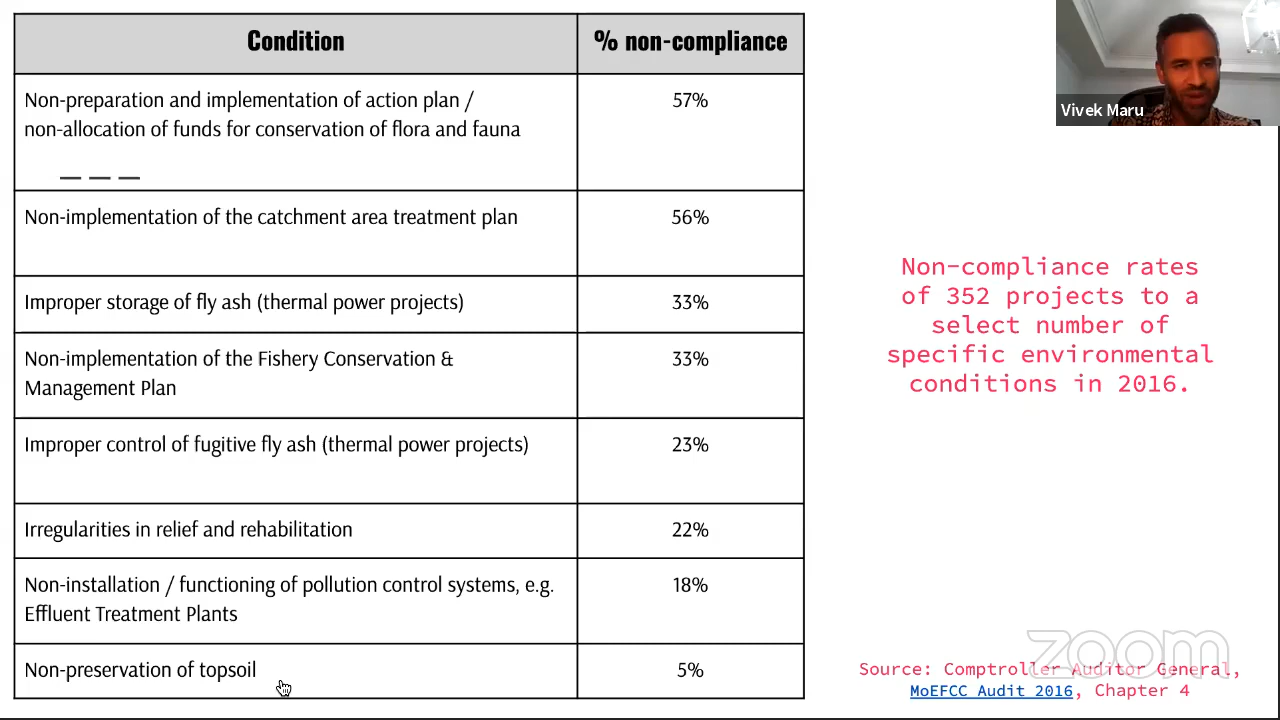 Condition
% non-compliance
Non-preparation and implementation of action plan /
non-allocation of funds for conservation of flora and fauna
57%
Non-implementation of the catchment area treatment plan
56%
Improper storage of fly ash (thermal power projects)
33%
Non-implementation of the Fishery Conservation &
Management Plan
33%
Improper control of fugitive fly ash (thermal power projects)
23%
Irregularities in relief and rehabilitation
22%
Non-installation / functioning of pollution control systems, e.g.
Effluent Treatment Plants
18%
Non-preservation of topsoil
5%
Vivek Maru
Non-compliance rates
of 352 projects to a
select number of
specific environmental
conditions in 2016.
zoom
Source: Comptroller Auditor General,
MoEFCC Audit 2016, Chapter 4